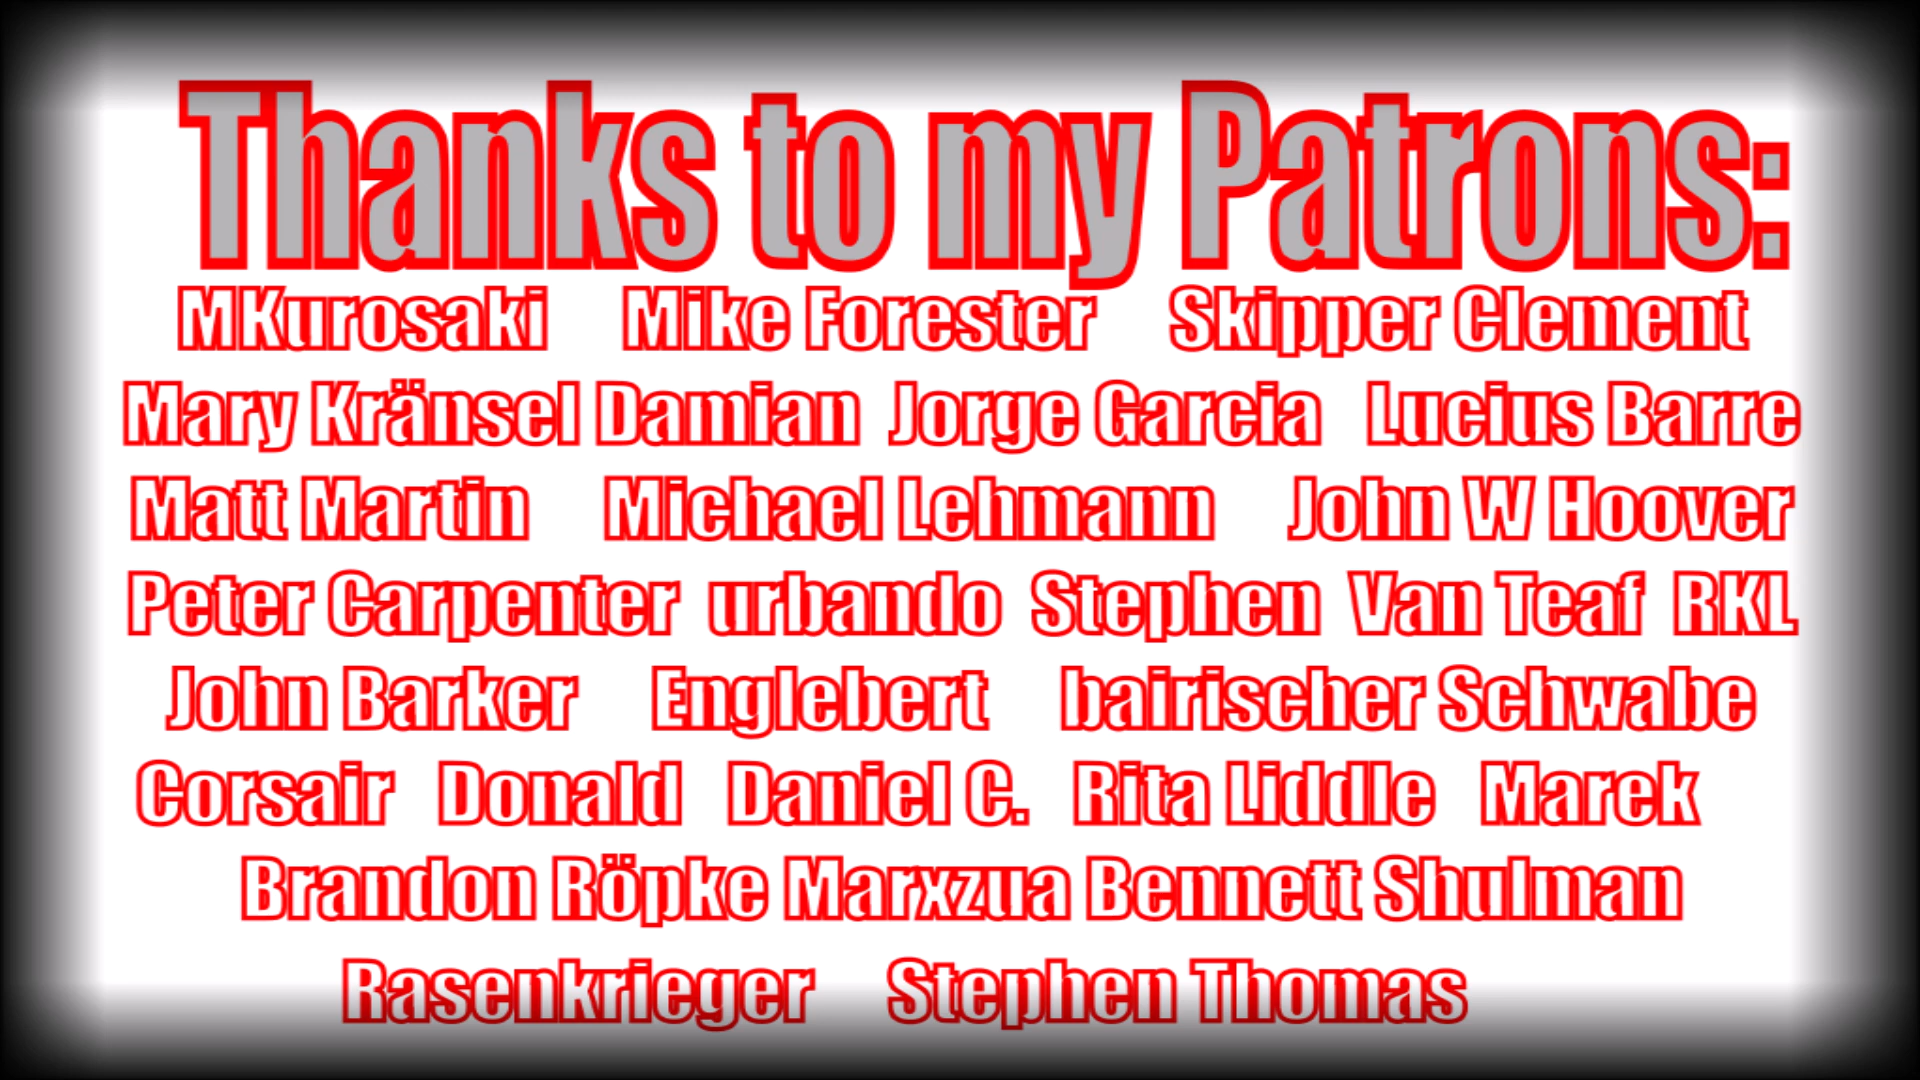 Thanks to my Patrons:
MKurosaki Mike Forester Skipper Clement
Mary Kränsel Damian Jorge Garcia Lucius Barre
Matt Martin Michael Lehmann John W Hoover
Peter Carpenter urbando Stephen Van Teaf RKL
John Barker Englebert bairischer Schwabe
Corsair Donald Daniel C. Rita Liddle Marek
Brandon Röpke Marxzua Bennett Shulman
Rasenkrieger Stephen Thomas